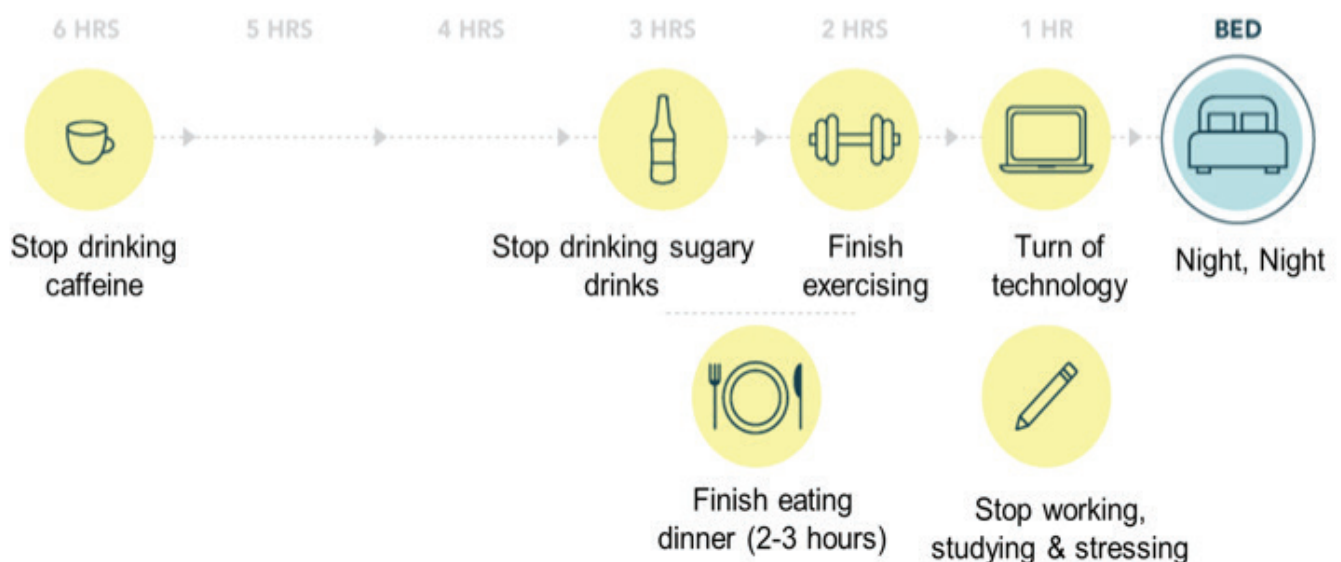 6 HRS 5 HRS 4 HRS 3 HRS 2 HRS 1 HR BED
Stop drinking
caffeine
Stop drinking sugary
drinks
Finish
exercising
Turn of
technology
Night, Night
Finish eating
dinner (2-3 hours)
Stop working,
studying & stressing